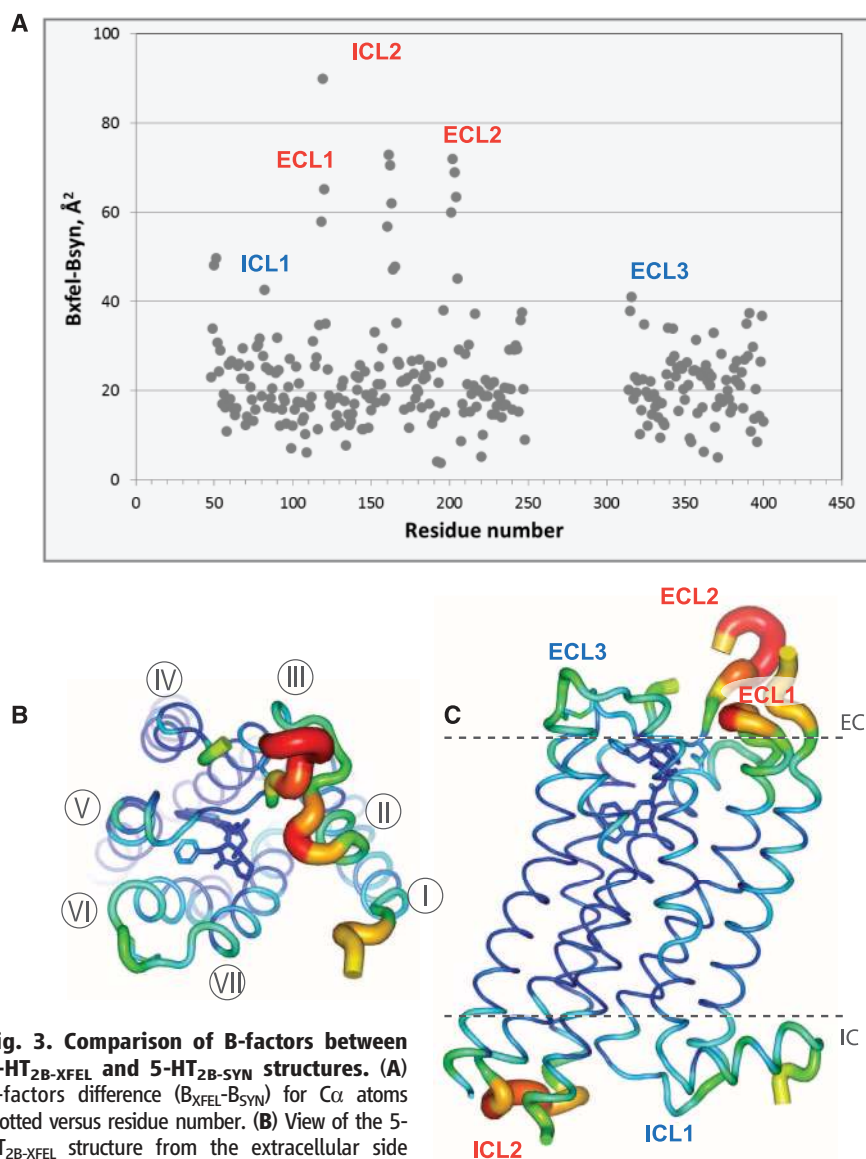 A
100
80
60
40
20
0
Bxfel-Bsyn, Å²
ICL2
ECL1
ECL2
ICL1
ECL3
0 50 100 150 200 250 300 350 400 450
Residue number
B
IV
III
V
II
VI
VII
I
C
ECL2
ECL3
ECL1
EC
IC
ICL2
ICL1
ig. 3. Comparison of B-factors between
-HT2B-XFEL and 5-HT2B-SYN structures. (A)
-factors difference (BXFEL-BSYN) for Cα atoms
lotted versus residue number. (B) View of the 5-
T2B-XFEL structure from the extracellular side